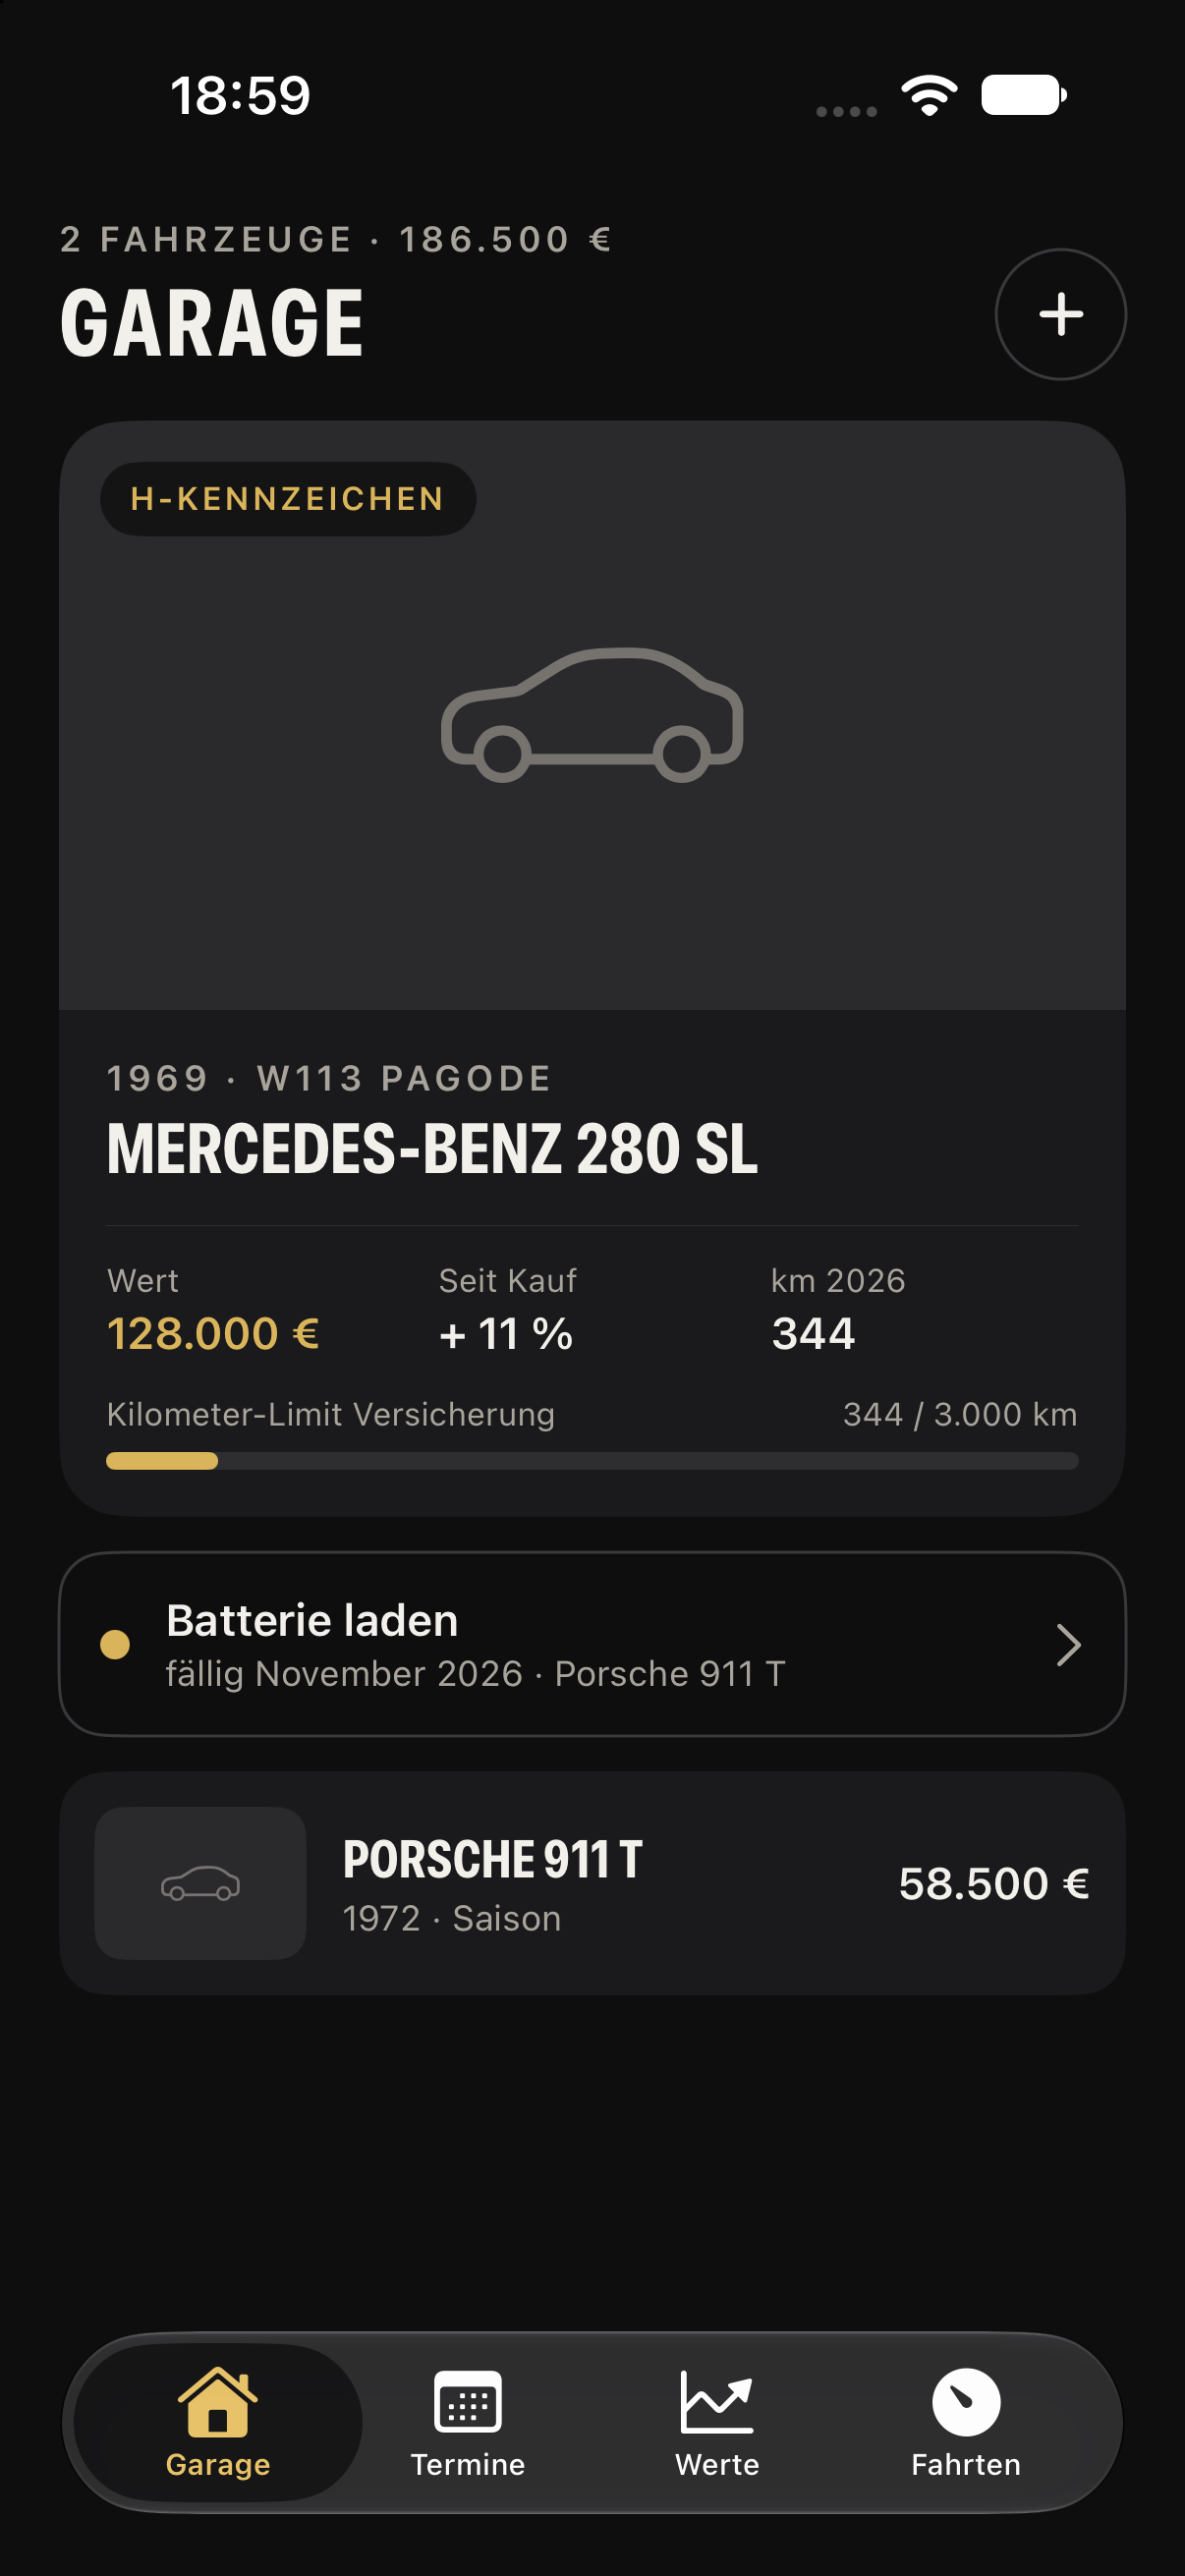 18:59
2 FAHRZEUGE · 186.500 €
GARAGE
H-KENNZEICHEN
1969 · W113 PAGODE
MERCEDES-BENZ 280 SL
Wert Seit Kauf km 2026
128.000 € + 11 % 344
Kilometer-Limit Versicherung 344 / 3.000 km
Batterie laden
fällig November 2026 · Porsche 911 T
PORSCHE 911 T
1972 · Saison
58.500 €
Garage Termine Werte Fahrten